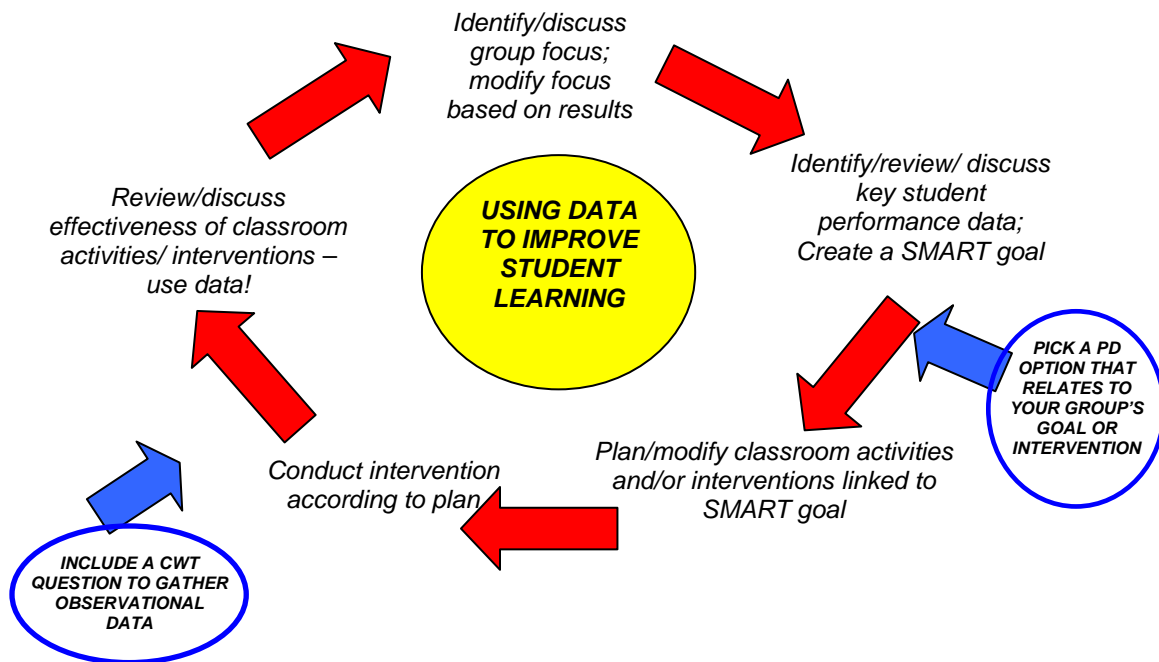 Identify/discuss
group focus;
modify focus
based on results
Identify/review/ discuss
key student
performance data;
Create a SMART goal
PICK A PD
OPTION THAT
RELATES TO
YOUR GROUP'S
GOAL OR
INTERVENTION
Plan/modify classroom activities
and/or interventions linked to
SMART goal
Conduct intervention
according to plan
INCLUDE A CWT
QUESTION TO GATHER
OBSERVATIONAL
DATA
Review/discuss
effectiveness of classroom
activities/ interventions –
use data!
USING DATA
TO IMPROVE
STUDENT
LEARNING